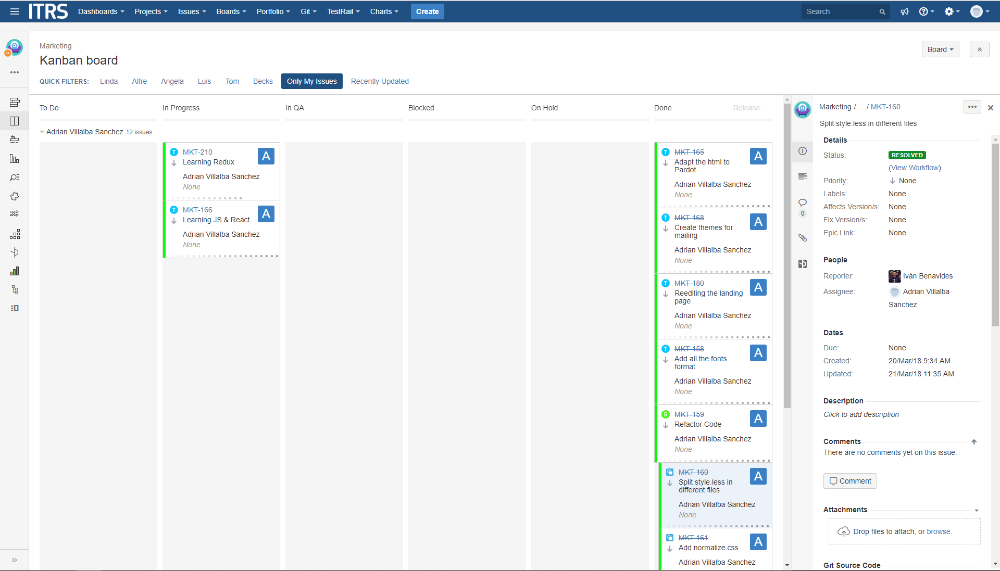 ITRS Dashboards Projects Issues Boards Portfolio Git TestRail Charts Create Search
Marketing
Kanban board
Board
QUICK FILTERS: Linda Alfre Angela Luis Tom Becks Only My Issues Recently Updated
To Do In Progress In QA Blocked On Hold Done Release...
Adrian Villalba Sanchez 12 issues
T MKT-210 A
Learning Redux
Adrian Villalba Sanchez
None
T MKT-166 A
Learning JS & React
Adrian Villalba Sanchez
None
T MKT-165 A
Adapt the html to
Pardot
Adrian Villalba Sanchez
None
T MKT-168 A
Create themes for
mailing
Adrian Villalba Sanchez
None
T MKT-180 A
Reediting the landing
page
Adrian Villalba Sanchez
None
T MKT-158 A
Add all the fonts
format
Adrian Villalba Sanchez
None
S MKT-159 A
Refactor Code
Adrian Villalba Sanchez
None
MKT-160 A
Split style.less in
different files
Adrian Villalba Sanchez
None
MKT-161 A
Add normalize.css
Adrian Villalba Sanchez
Marketing / ... / MKT-160
Split style.less in different files
0
Details
Status: RESOLVED
(View Workflow)
Priority: None
Labels: None
Affects Version/s: None
Fix Version/s: None
Epic Link: None
People
Reporter: Iván Benavides
Assignee: Adrian Villalba
Sanchez
Dates
Due: None
Created: 20/Mar/18 9:34 AM
Updated: 21/Mar/18 11:35 AM
Description
Click to add description
Comments
There are no comments yet on this issue.
Comment
Attachments
Drop files to attach, or browse.
Git Source Code